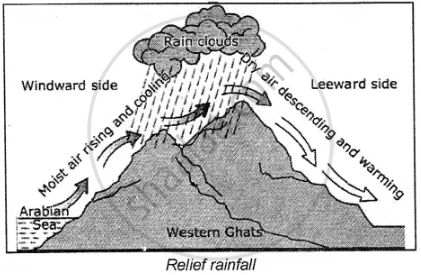 Rain clouds
Windward side
Leeward side
Moist air rising and cooling
Dry air descending and warming
Arabian
Sea
Western Ghats
Relief rainfall